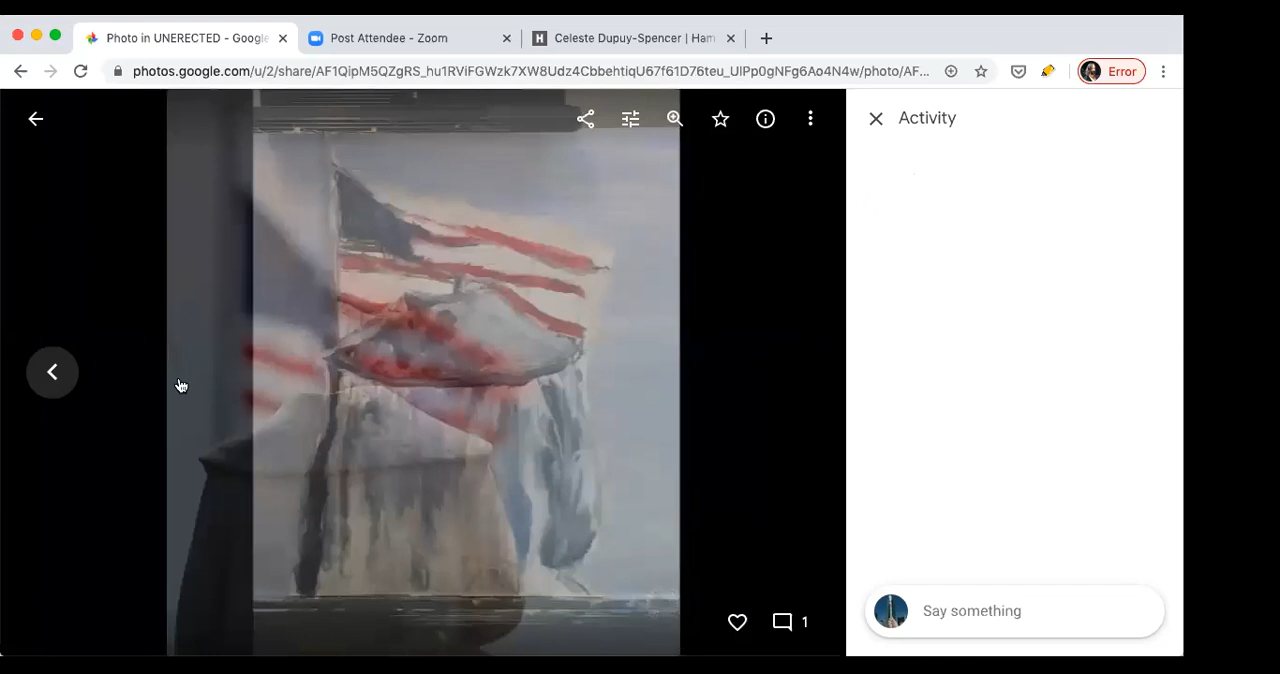 Photo in UNERECTED - Google
Post Attendee - Zoom
Celeste Dupuy-Spencer | Ham
photos.google.com/u/2/share/AF1QipM5QZgRS_hu1RViFGWzk7XW8Udz4CbbehtiqU67f61D76teu_UIPp0gNFg6Ao4N4w/photo/AF...
Error
Activity
1
Say something